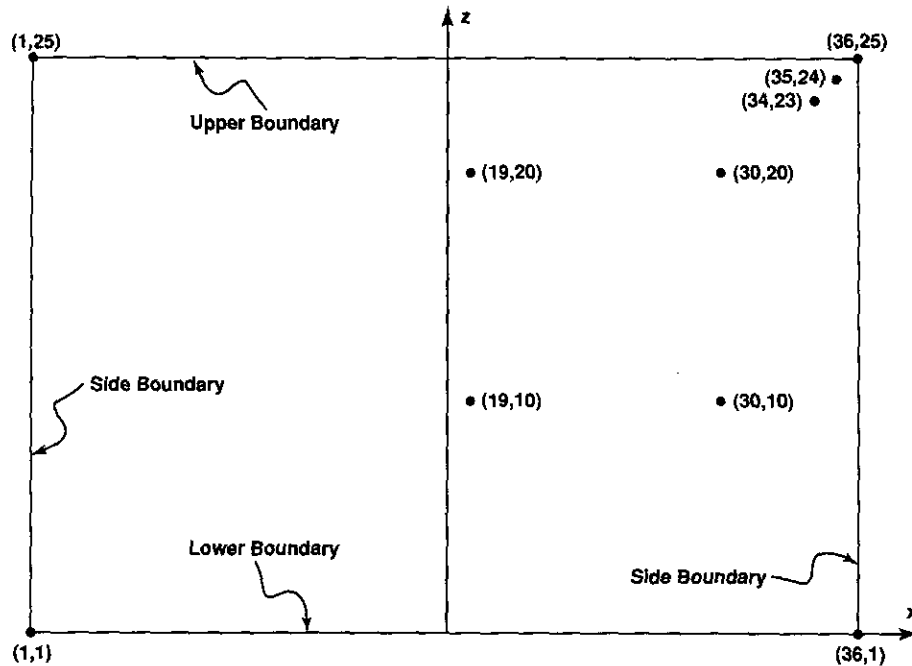 z
(1,25)
(36,25)
(35,24)
(34,23)
Upper Boundary
(19,20)
(30,20)
Side Boundary
(19,10)
(30,10)
Lower Boundary
Side Boundary
x
(1,1)
(36,1)